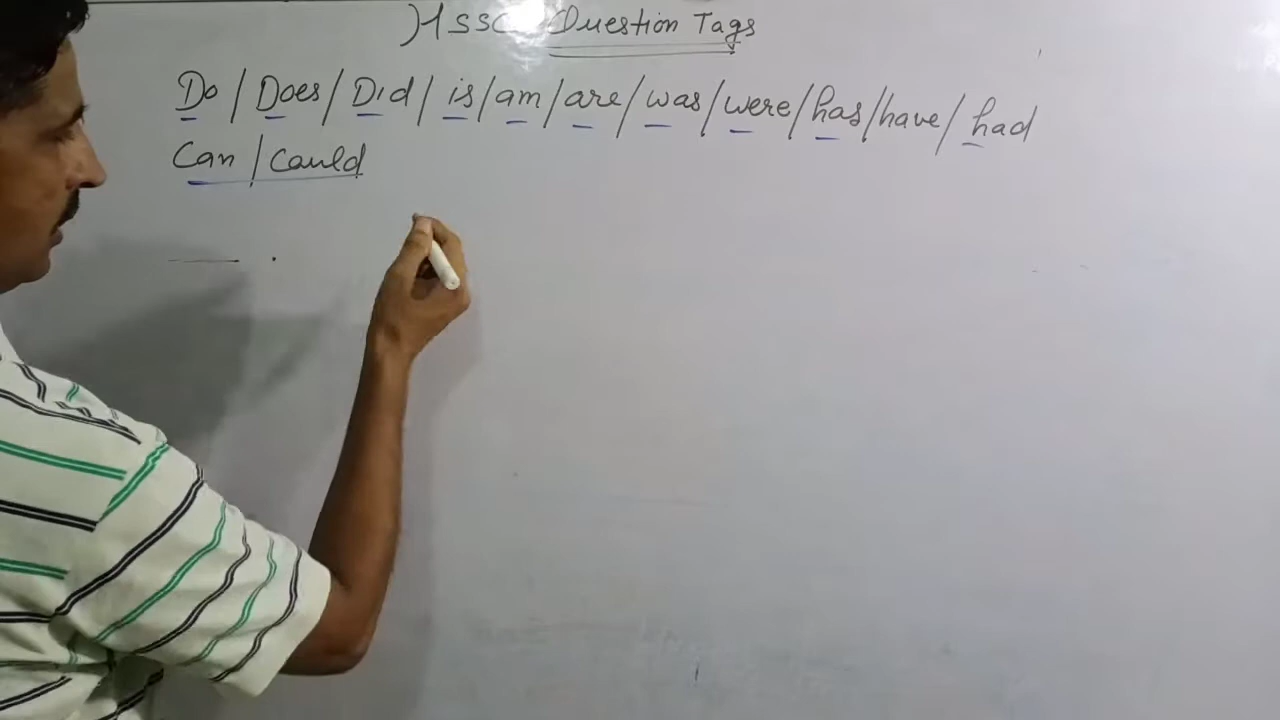 HSSC Question Tags
Do / Does / Did / is / am / are / was / were / has / have / had
Can / Could